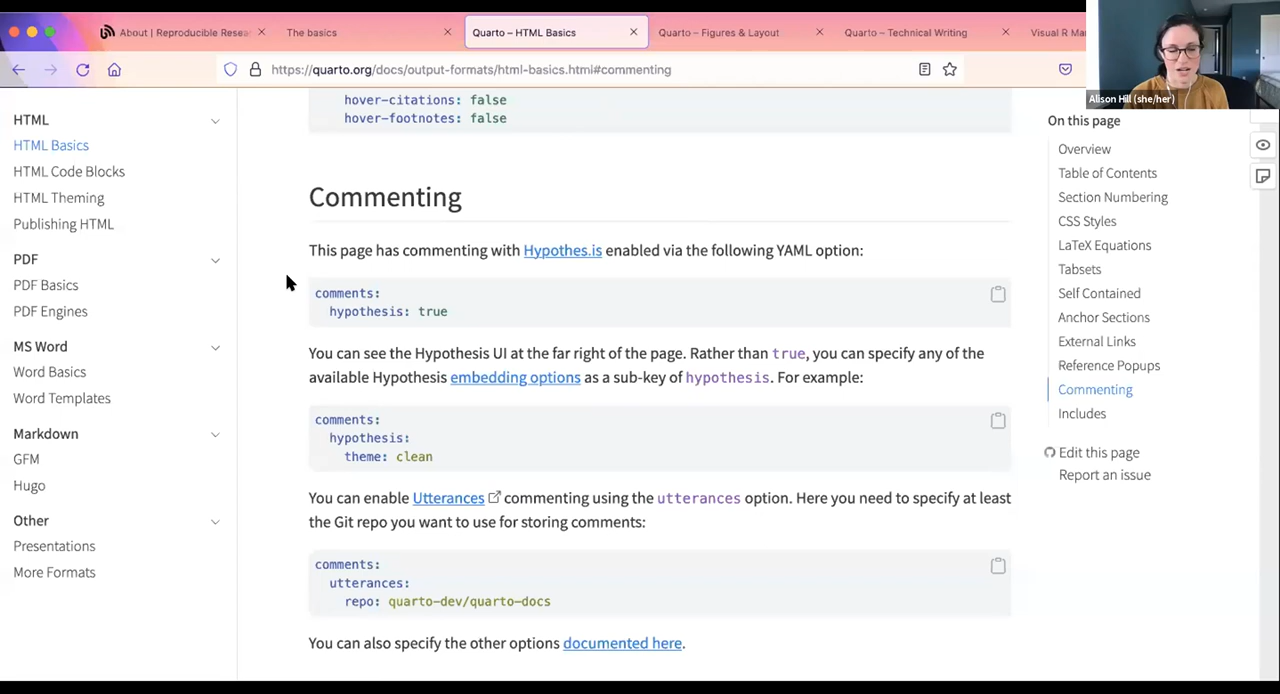 About | Reproducible Resea
The basics
Quarto – HTML Basics
Quarto – Figures & Layout
Quarto – Technical Writing
Visual R Ma
https://quarto.org/docs/output-formats/html-basics.html#commenting
Alison Hill (she/her)
HTML
HTML Basics
HTML Code Blocks
HTML Theming
Publishing HTML
PDF
PDF Basics
PDF Engines
MS Word
Word Basics
Word Templates
Markdown
GFM
Hugo
Other
Presentations
More Formats
hover-citations: false
hover-footnotes: false
Commenting
This page has commenting with Hypothes.is enabled via the following YAML option:
comments:
hypothesis: true
You can see the Hypothesis UI at the far right of the page. Rather than true, you can specify any of the
available Hypothesis embedding options as a sub-key of hypothesis. For example:
comments:
hypothesis:
theme: clean
You can enable Utterances commenting using the utterances option. Here you need to specify at least
the Git repo you want to use for storing comments:
comments:
utterances:
repo: quarto-dev/quarto-docs
You can also specify the other options documented here.
On this page
Overview
Table of Contents
Section Numbering
CSS Styles
LaTeX Equations
Tabsets
Self Contained
Anchor Sections
External Links
Reference Popups
Commenting
Includes
Edit this page
Report an issue